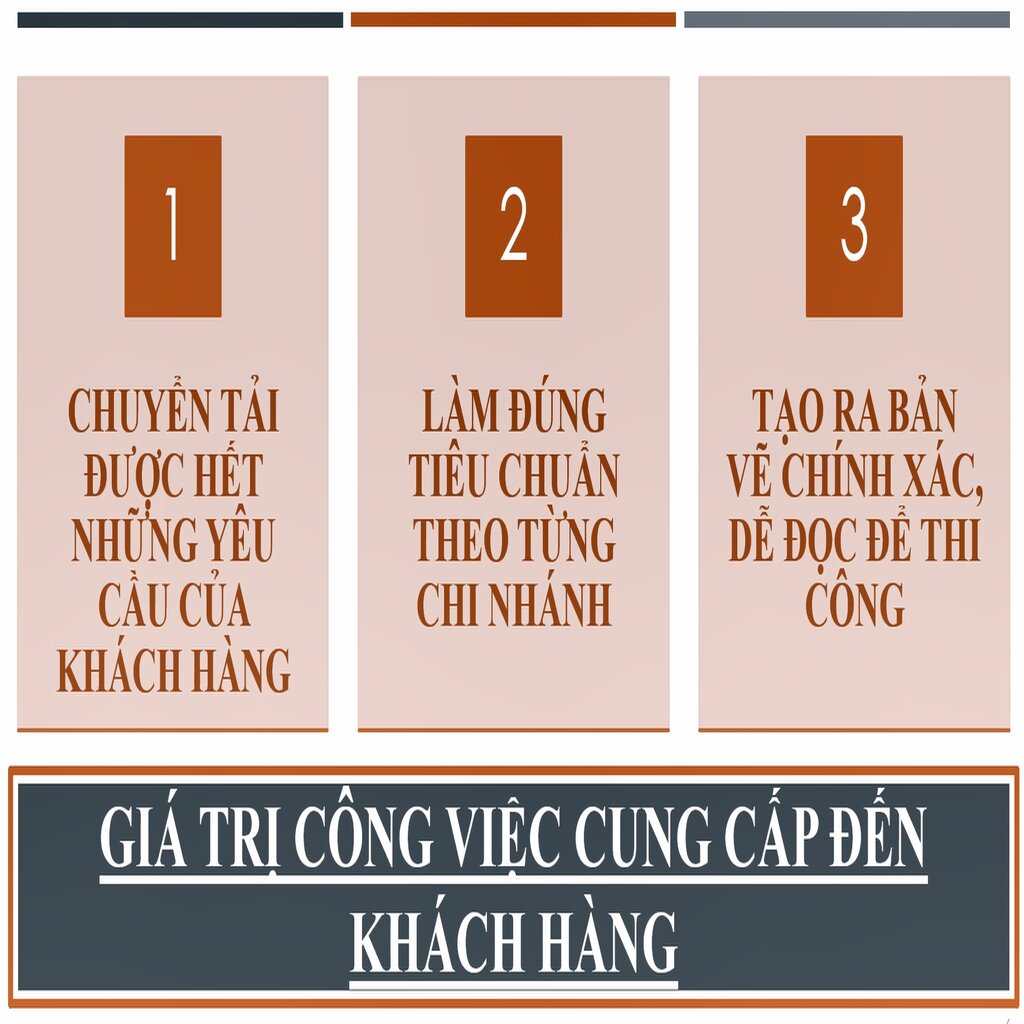 1
CHUYỂN TẢI
ĐƯỢC HẾT
NHỮNG YÊU
CẦU CỦA
KHÁCH HÀNG
2
LÀM ĐÚNG
TIÊU CHUẨN
THEO TỪNG
CHI NHÁNH
3
TẠO RA BẢN
VẼ CHÍNH XÁC,
DỄ ĐỌC ĐỂ THI
CÔNG
GIÁ TRỊ CÔNG VIỆC CUNG CẤP ĐẾN
KHÁCH HÀNG